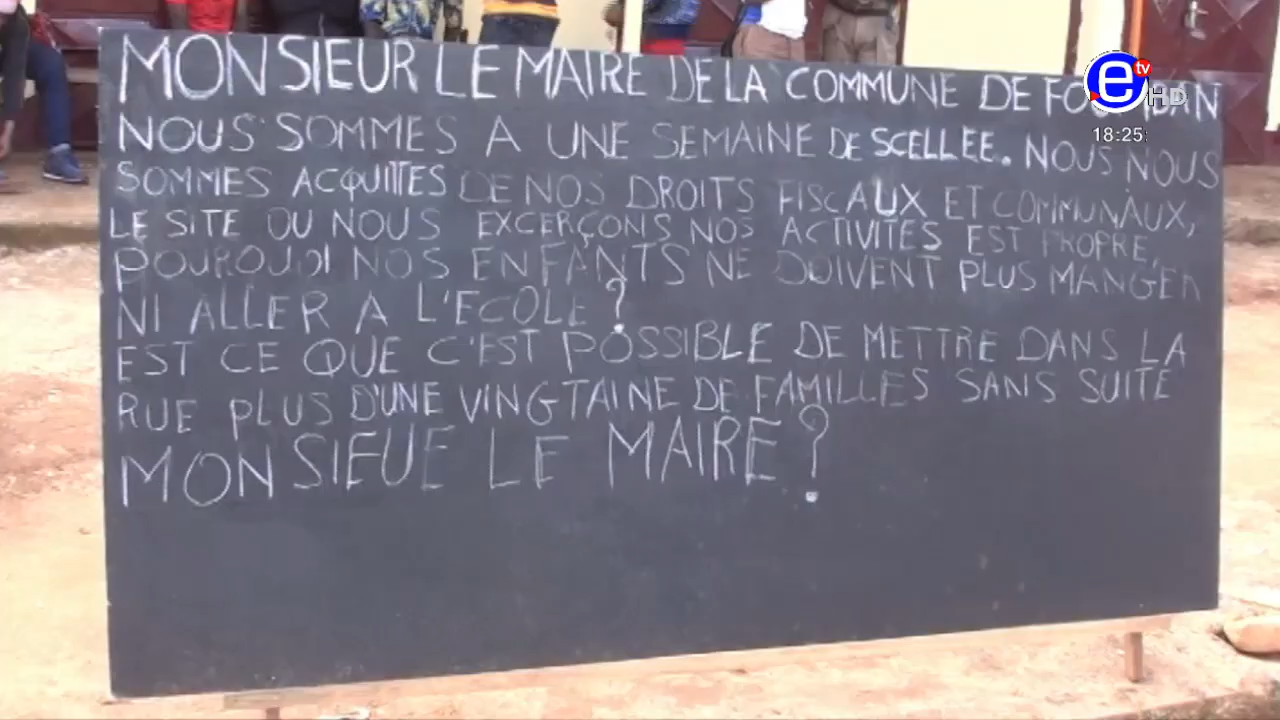 MONSIEUR LE MAIRE DE LA COMMUNE DE
NOUS SOMMES A UNE SEMAINE DE SCELLEE. NOUS NOUS
SOMMES ACQUITTES DE NOS DROITS FISCAUX ET COMMUNAUX,
LE SITE OU NOUS EXCERÇONS NOS ACTIVITES EST PROPRE,
POURQUOI NOS ENFANTS NE DOIVENT PLUS MANGER
NI ALLER A L'ECOLE ?
EST CE QUE C'EST POSSIBLE DE METTRE DANS LA
RUE PLUS D'UNE VINGTAINE DE FAMILLES SANS SUITE
MONSIEUE LE MAIRE ?
e tv HD
18:25